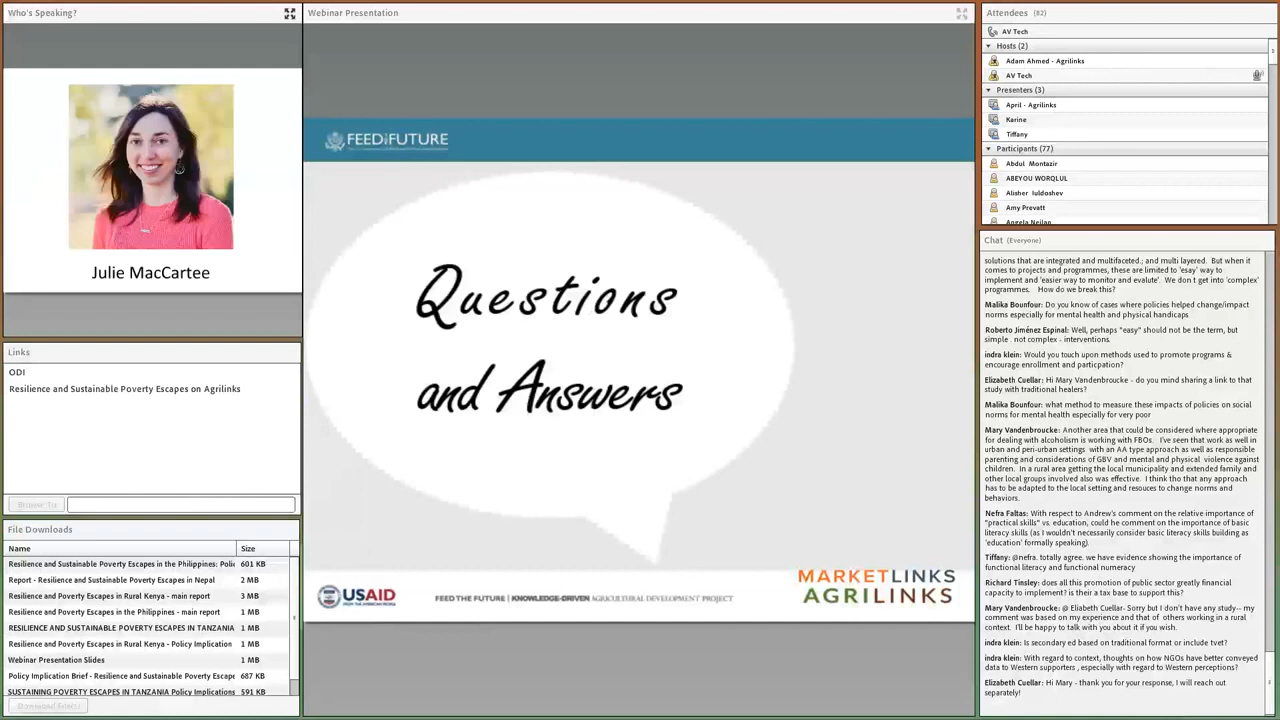 Who's Speaking?
Julie MacCartee
Links
ODI
Resilience and Sustainable Poverty Escapes on Agrilinks
Browse To
File Downloads
Name Size
Resilience and Sustainable Poverty Escapes in the Philippines: Polic 601 KB
Report - Resilience and Sustainable Poverty Escapes in Nepal 2 MB
Resilience and Poverty Escapes in Rural Kenya - main report 3 MB
Resilience and Poverty Escapes in the Philippines - main report 1 MB
RESILIENCE AND SUSTAINABLE POVERTY ESCAPES IN TANZANIA 1 MB
Resilience and Poverty Escapes in Rural Kenya - Policy Implication 1 MB
Webinar Presentation Slides 1 MB
Policy Implication Brief - Resilience and Sustainable Poverty Escape 687 KB
SUSTAINING POVERTY ESCAPES IN TANZANIA Policy Implications 591 KB
Download File(s)
Webinar Presentation
FEEDtheFUTURE
Questions
and Answers
USAID
FROM THE AMERICAN PEOPLE
FEED THE FUTURE | KNOWLEDGE-DRIVEN AGRICULTURAL DEVELOPMENT PROJECT
MARKETLINKS
AGRILINKS
Attendees (82)
AV Tech
Hosts (2)
Adam Ahmed - Agrilinks
AV Tech
Presenters (3)
April - Agrilinks
Karine
Tiffany
Participants (77)
Abdul Montazir
ABEYOU WORQLUL
Alisher Iuldoshev
Amy Prevatt
Angela Neilan
Chat (Everyone)
solutions that are integrated and multifaceted.; and multi layered. But when it
comes to projects and programmes, these are limited to 'esay' way to
implement and 'easier way to monitor and evalute'. We don t get into 'complex'
programmes. How do we break this?
Malika Bounfour: Do you know of cases where policies helped change/impact
norms especially for mental health and physical handicaps
Roberto Jiménez Espinal: Well, perhaps "easy" should not be the term, but
simple . not complex - interventions.
indra klein: Would you touch upon methods used to promote programs &
encourage enrollment and partcipation?
Elizabeth Cuellar: Hi Mary Vandenbroucke - do you mind sharing a link to that
study with traditional healers?
Malika Bounfour: what method to measure these impacts of policies on social
norms for mental health especially for very poor
Mary Vandenbroucke: Another area that could be considered where appropriate
for dealing with alcoholism is working with FBOs. I've seen that work as well in
urban and peri-urban settings with an AA type approach as well as responsible
parenting and considerations of GBV and mental and physical violence against
children. In a rural area getting the local municipality and extended family and
other local groups involved also was effective. I think tho that any approach
has to be adapted to the local setting and resouces to change norms and
behaviors.
Nefra Faltas: With respect to Andrew's comment on the relative importance of
"practical skills" vs. education, could be comment on the importance of basic
literacy skills (as I wouldn't necessarily consider basic literacy skills building as
'education' formally speaking).
Tiffany: @nefra. totally agree. we have evidence showing the importance of
functional literacy and functional numeracy
Richard Tinsley: does all this promotion of public sector greatly financial
capacity to implement? is their a tax base to support this?
Mary Vandenbroucke: @ Eliabeth Cuellar- Sorry but I don't have any study-- my
comment was based on my experience and that of others working in a rural
context. I'll be happy to talk with you about it if you wish.
indra klein: Is secondary ed based on traditional format or include tvet?
indra klein: With regard to context, thoughts on how NGOs have better conveyed
data to Western supporters , especially with regard to Western perceptions?
Elizabeth Cuellar: Hi Mary - thank you for your response, I will reach out
separately!